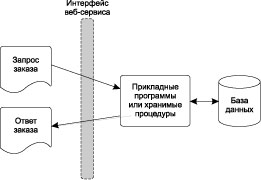 Интерфейс
веб-сервиса
Запрос
заказа
Прикладные
программы
или хранимые
процедуры
База
данных
Ответ
заказа